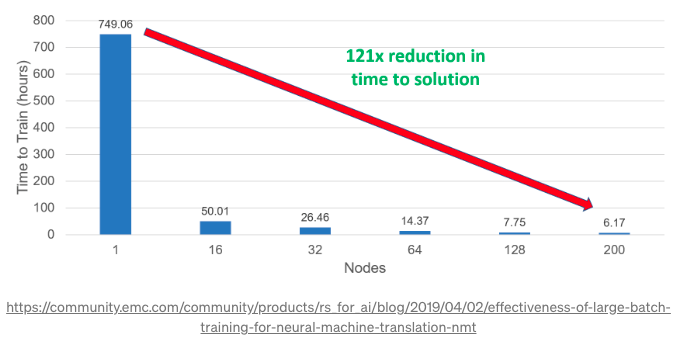 800
700
600
500
400
300
200
100
0
Time to Train (hours)
749.06
50.01
26.46
14.37
7.75
6.17
121x reduction in
time to solution
1 16 32 64 128 200
Nodes
https://community.emc.com/community/products/rs_for_ai/blog/2019/04/02/effectiveness-of-large-batch-
training-for-neural-machine-translation-nmt